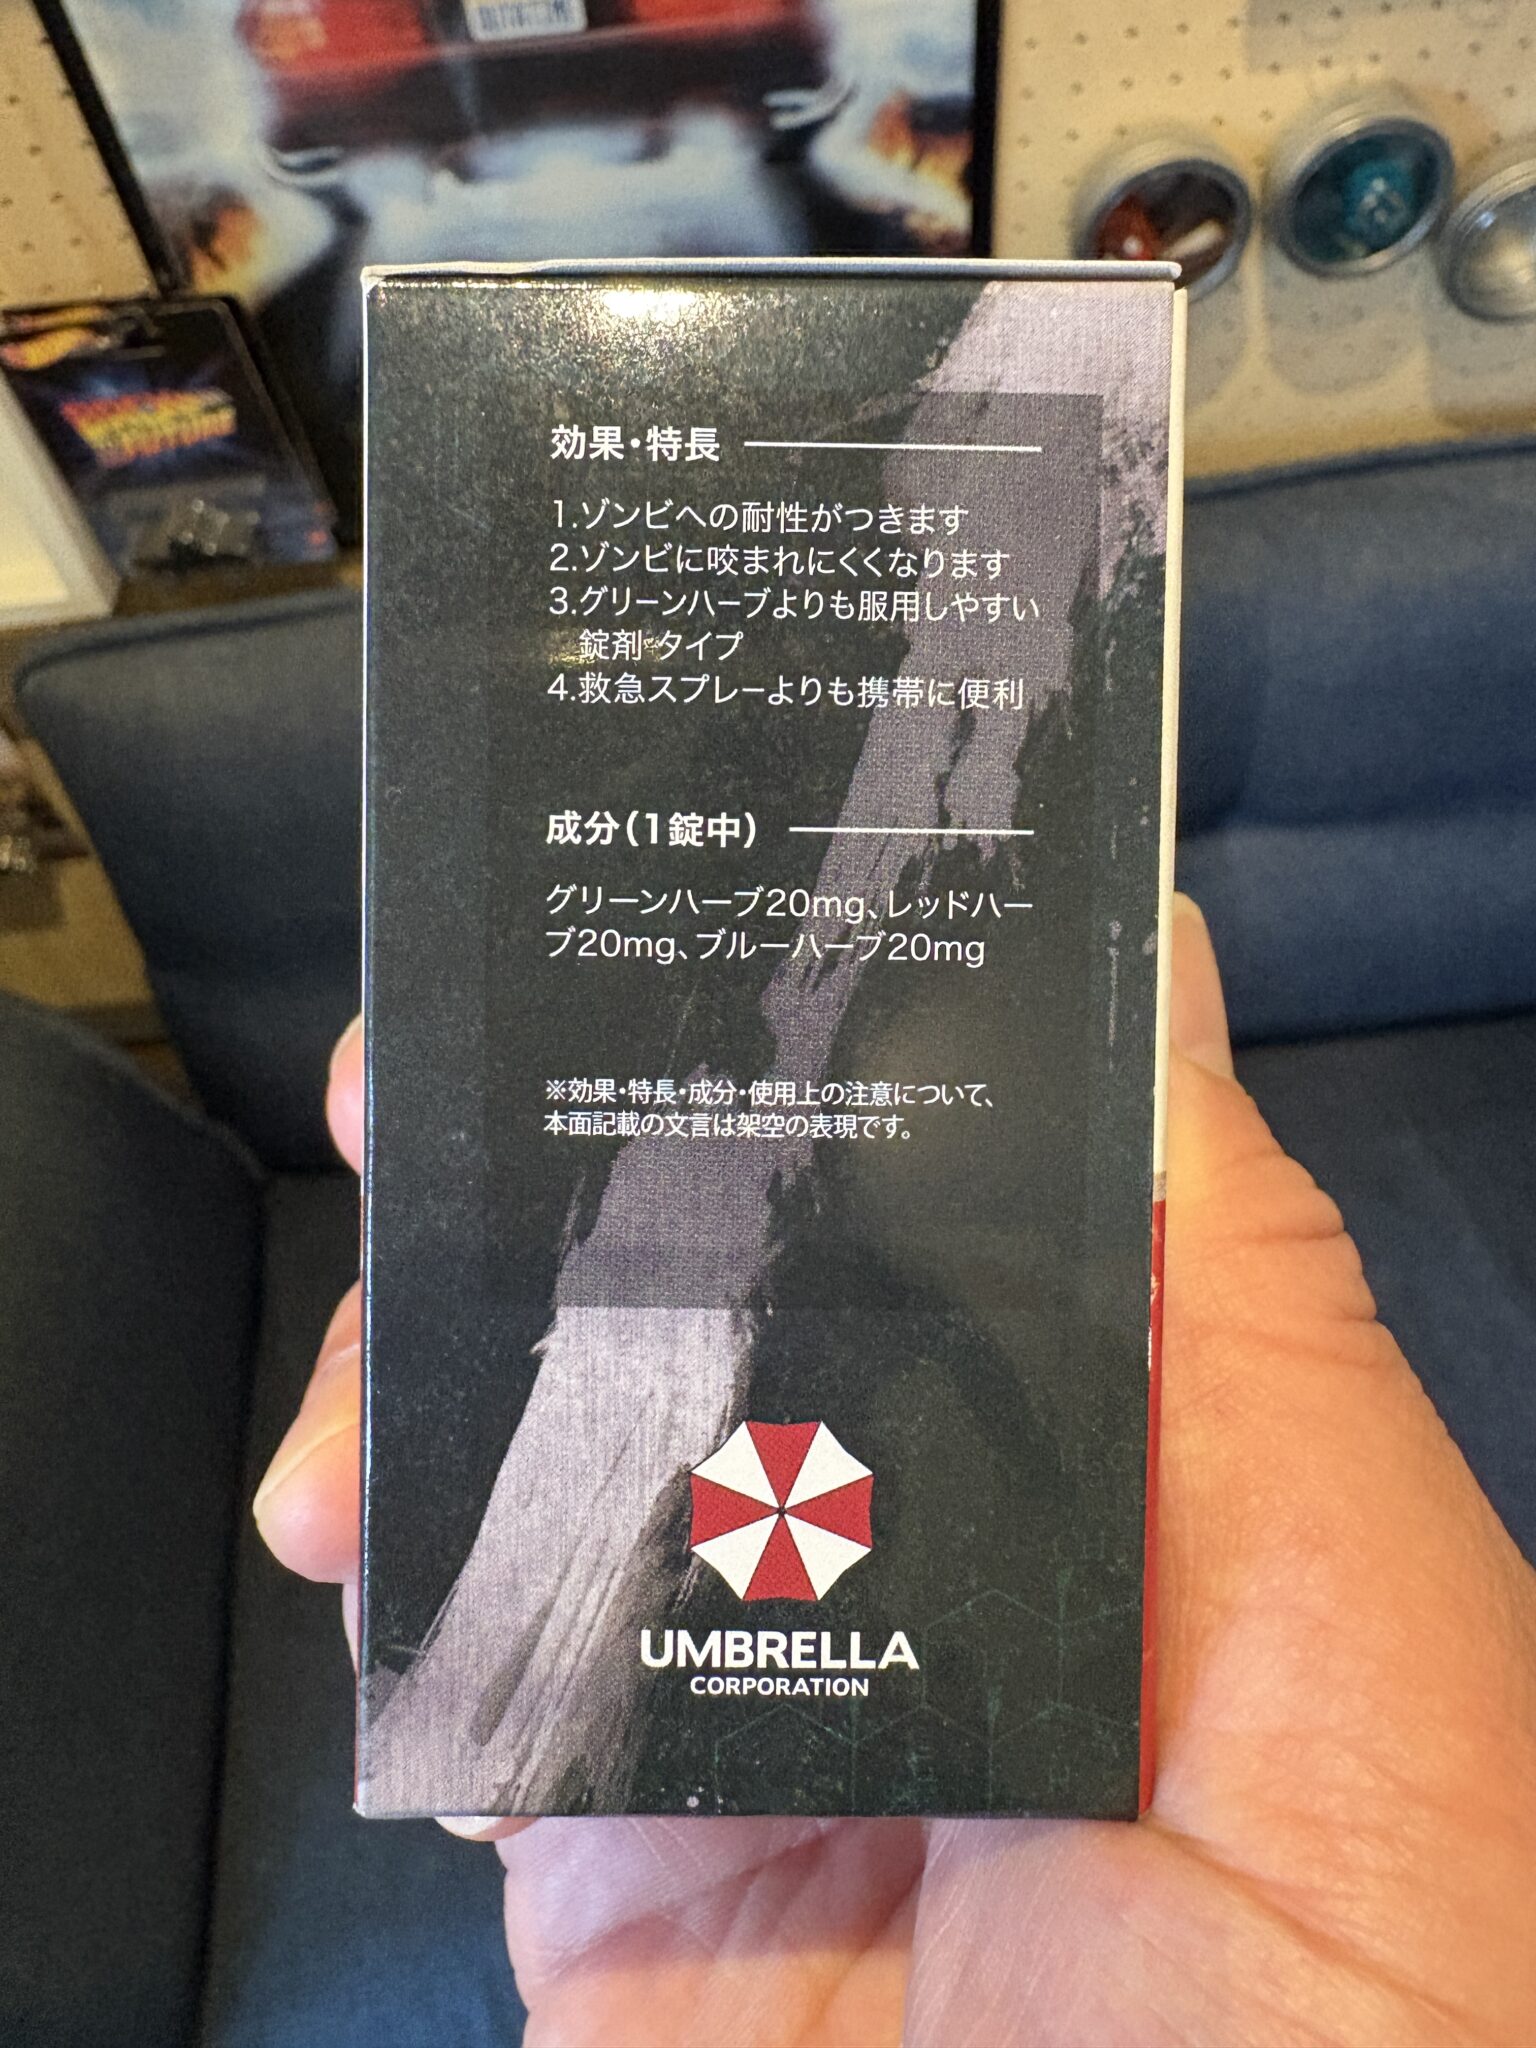 効果・特長
1.ゾンビへの耐性がつきます
2.ゾンビに咬まれにくくなります
3.グリーンハーブよりも服用しやすい
錠剤タイプ
4.救急スプレーよりも携帯に便利
成分(1錠中)
グリーンハーブ20mg、レッドハー
ブ20mg、ブルーハーブ20mg
※効果・特長・成分・使用上の注意について、
本面記載の文言は架空の表現です。
UMBRELLA
CORPORATION